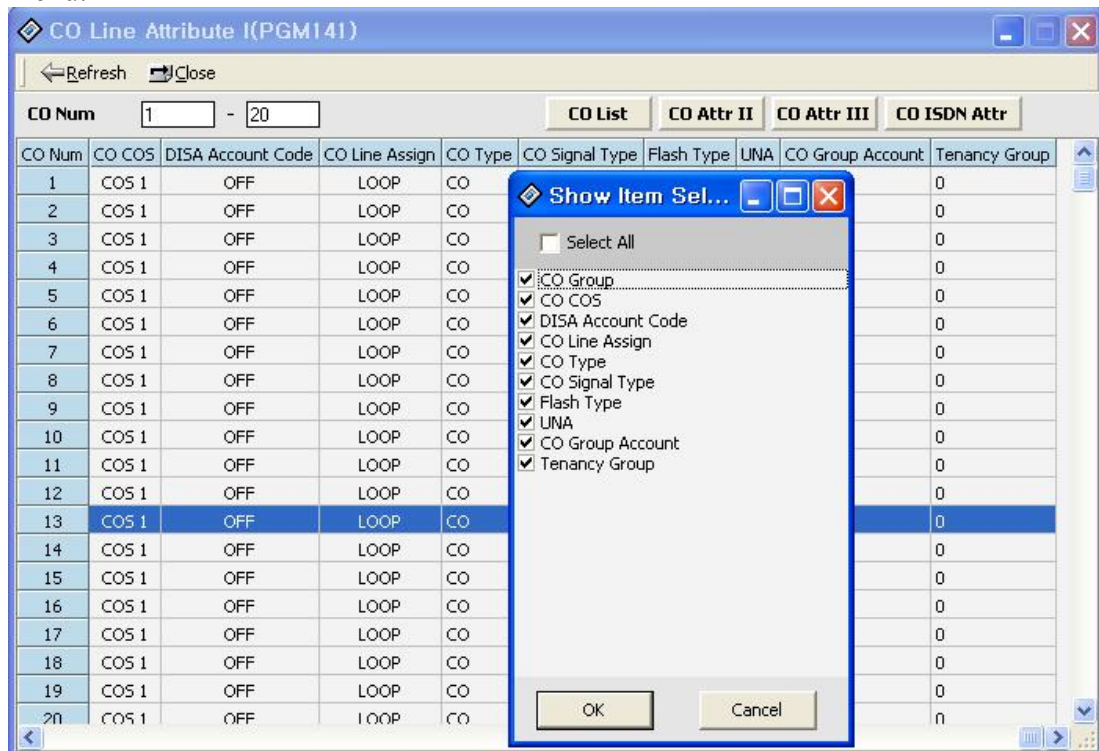 CO Line Attribute I(PGM141)
Refresh Close
CO Num 1 - 20 CO List CO Attr II CO Attr III CO ISDN Attr
CO Num CO COS DISA Account Code CO Line Assign CO Type CO Signal Type Flash Type UNA CO Group Account Tenancy Group
1 COS 1 OFF LOOP CO 0
2 COS 1 OFF LOOP CO 0
3 COS 1 OFF LOOP CO 0
4 COS 1 OFF LOOP CO 0
5 COS 1 OFF LOOP CO 0
6 COS 1 OFF LOOP CO 0
7 COS 1 OFF LOOP CO 0
8 COS 1 OFF LOOP CO 0
9 COS 1 OFF LOOP CO 0
10 COS 1 OFF LOOP CO 0
11 COS 1 OFF LOOP CO 0
12 COS 1 OFF LOOP CO 0
13 COS 1 OFF LOOP CO 0
14 COS 1 OFF LOOP CO 0
15 COS 1 OFF LOOP CO 0
16 COS 1 OFF LOOP CO 0
17 COS 1 OFF LOOP CO 0
18 COS 1 OFF LOOP CO 0
19 COS 1 OFF LOOP CO 0
20 COS 1 OFF LOOP CO 0
Show Item Sel...
Select All
CO Group
CO COS
DISA Account Code
CO Line Assign
CO Type
CO Signal Type
Flash Type
UNA
CO Group Account
Tenancy Group
OK Cancel